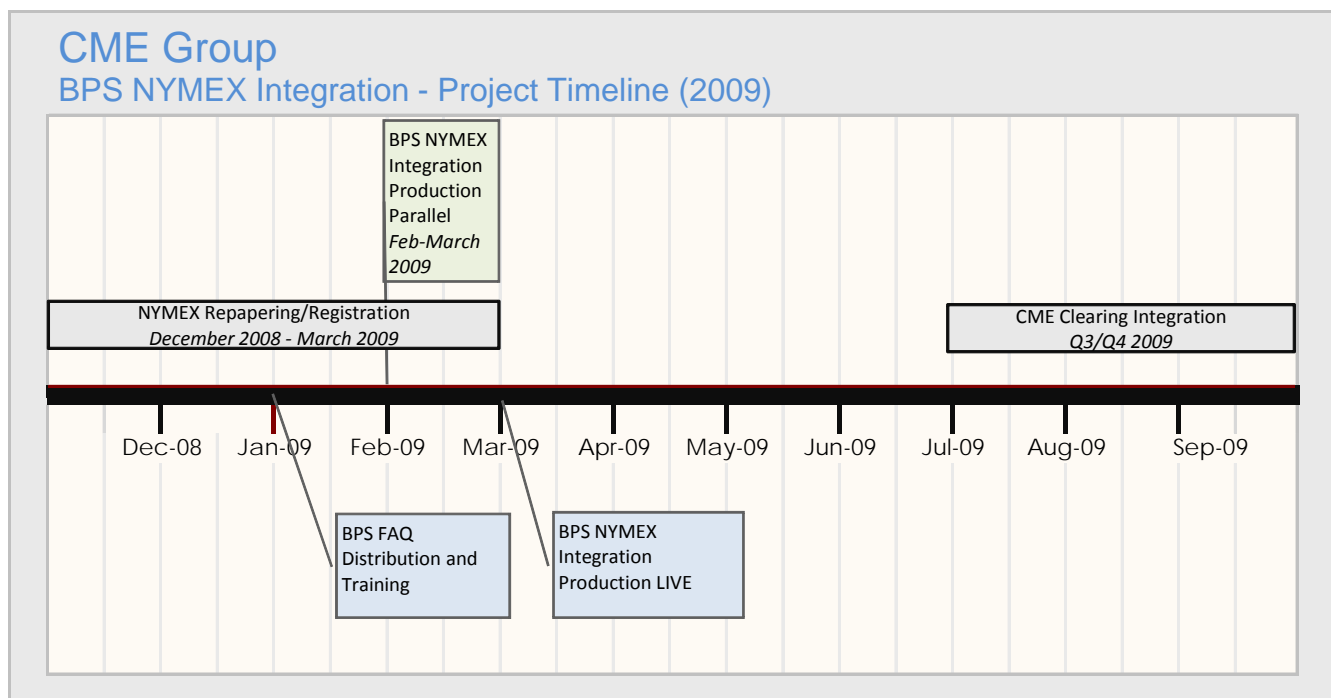 CME Group
BPS NYMEX Integration - Project Timeline (2009)
BPS NYMEX
Integration
Production
Parallel
Feb-March
2009
NYMEX Repapering/Registration
December 2008 - March 2009
CME Clearing Integration
Q3/Q4 2009
Dec-08 Jan-09 Feb-09 Mar-09 Apr-09 May-09 Jun-09 Jul-09 Aug-09 Sep-09
BPS FAQ
Distribution and
Training
BPS NYMEX
Integration
Production LIVE